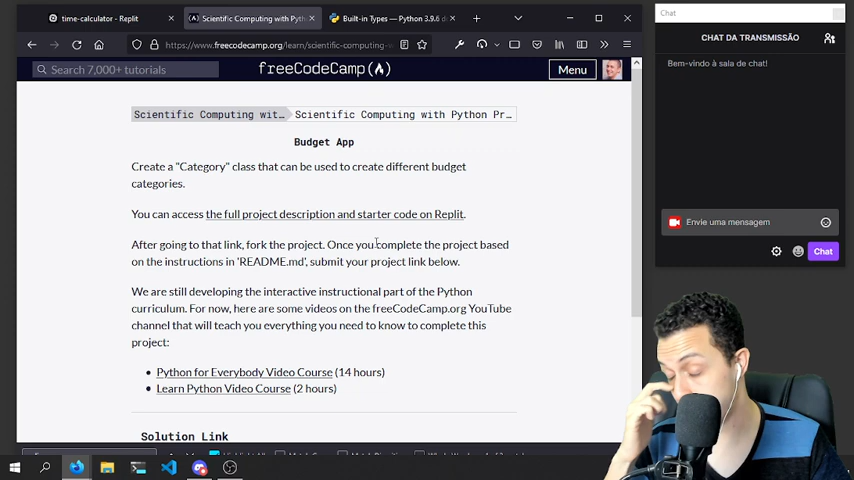 time-calculator - Replit
Scientific Computing with Pyth
Built-in Types — Python 3.9.6 d
https://www.freecodecamp.org/learn/scientific-computing-
Search 7,000+ tutorials
freeCodeCamp
Menu
Scientific Computing wit…
Scientific Computing with Python Pr…
Budget App
Create a "Category" class that can be used to create different budget
categories.
You can access the full project description and starter code on Replit.
After going to that link, fork the project. Once you complete the project based
on the instructions in 'README.md', submit your project link below.
We are still developing the interactive instructional part of the Python
curriculum. For now, here are some videos on the freeCodeCamp.org YouTube
channel that will teach you everything you need to know to complete this
project:
Python for Everybody Video Course (14 hours)
Learn Python Video Course (2 hours)
Solution Link
Chat
CHAT DA TRANSMISSÃO
Bem-vindo à sala de chat!
Envie uma mensagem
Chat